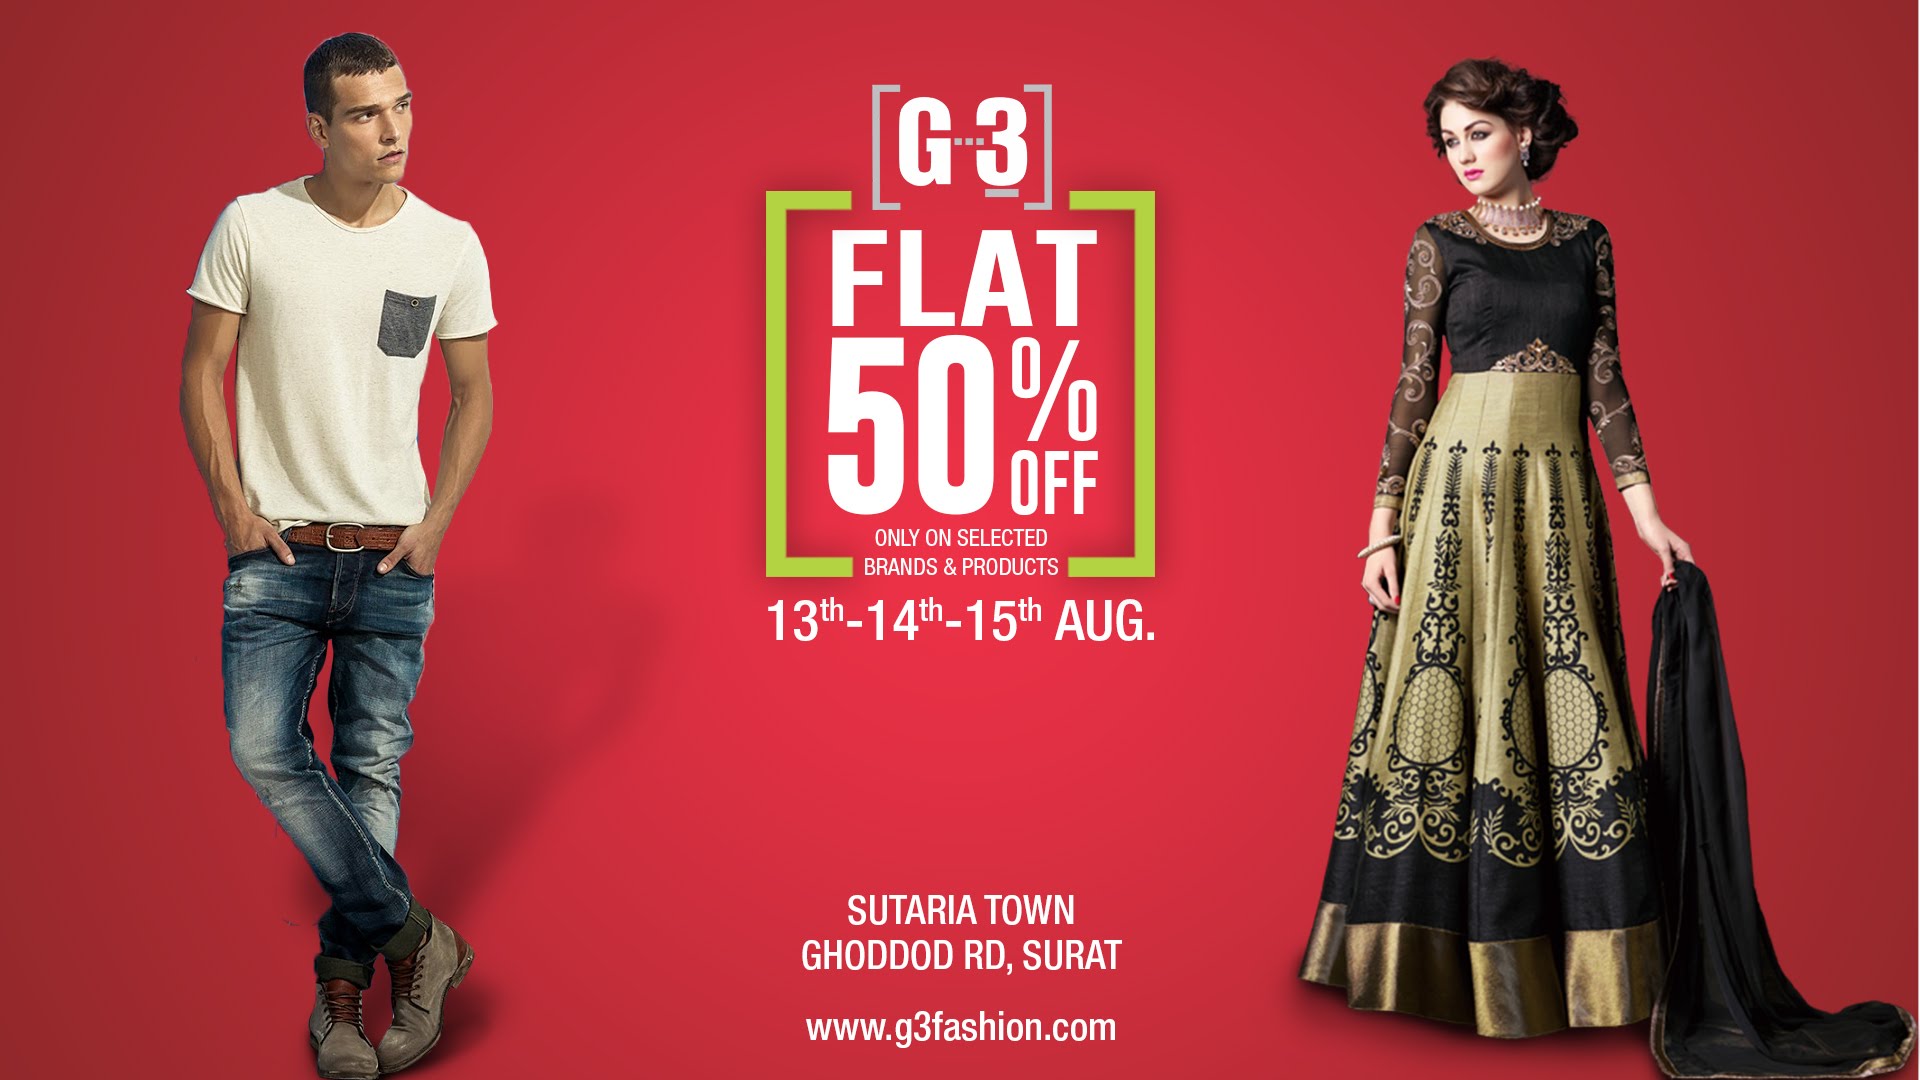 G-3
FLAT
50% OFF
ONLY ON SELECTED
BRANDS & PRODUCTS
13th-14th-15th AUG.
SUTARIA TOWN
GHODDOD RD, SURAT
www.g3fashion.com